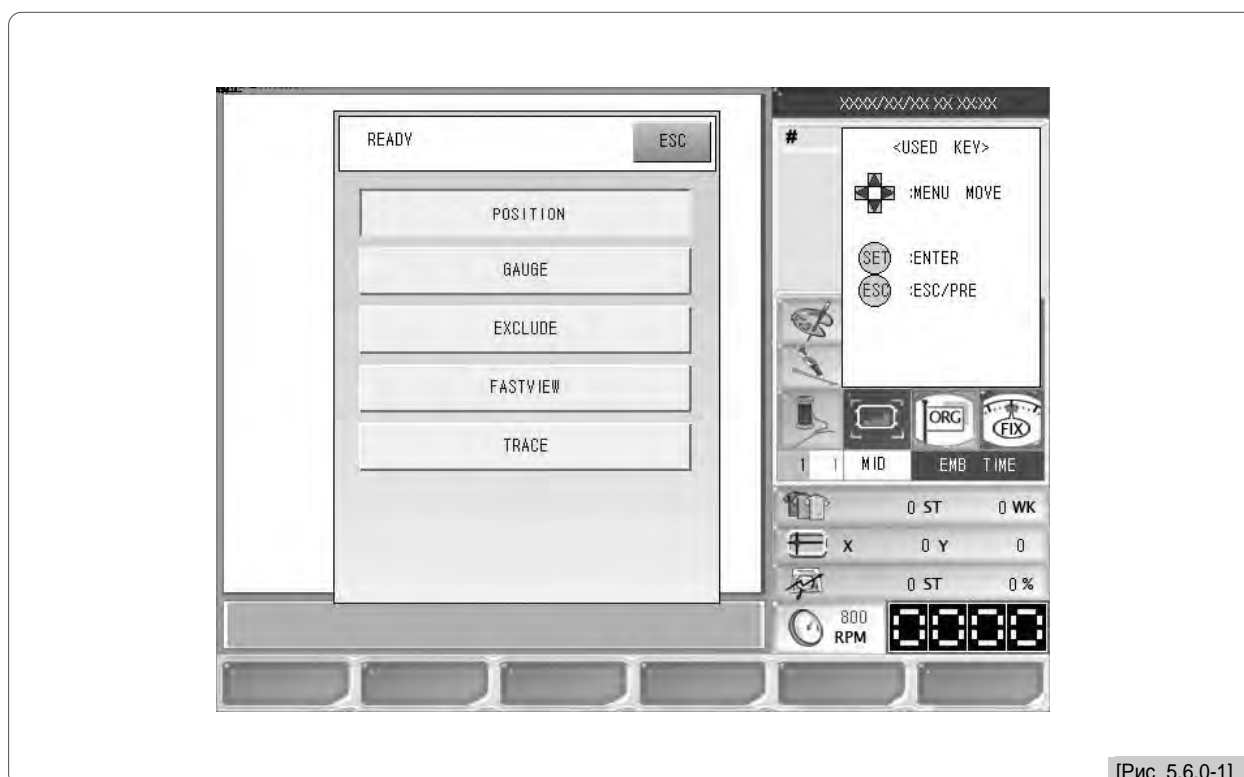 READY
ESC
POSITION
GAUGE
EXCLUDE
FASTVIEW
TRACE
XXXX/XX/XX XX XX:XX
#
<USED KEY>
:MENU MOVE
SET :ENTER
ESC :ESC/PRE
ORG
FIX
1 1 MID EMB TIME
0 ST 0 WK
X 0 Y 0
0 ST 0 %
800
RPM
[Рис. 5.6.0-1]